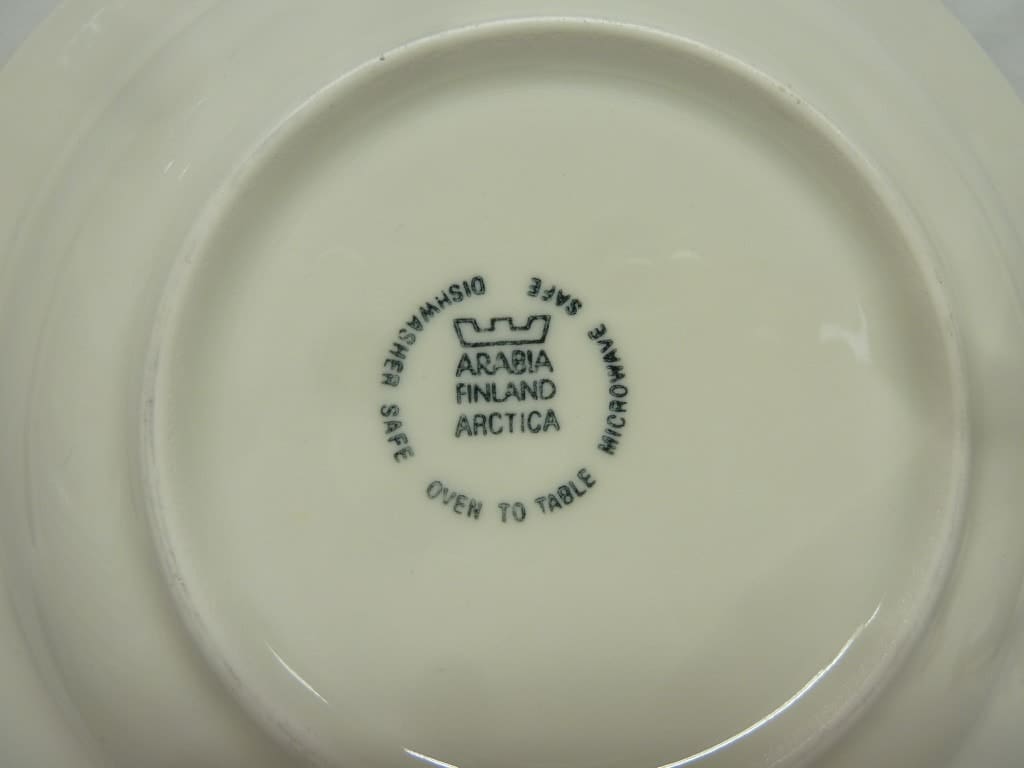 ARABIA
FINLAND
ARCTICA
DISHWASHER SAFE OVEN TO TABLE MICROWAVE SAFE